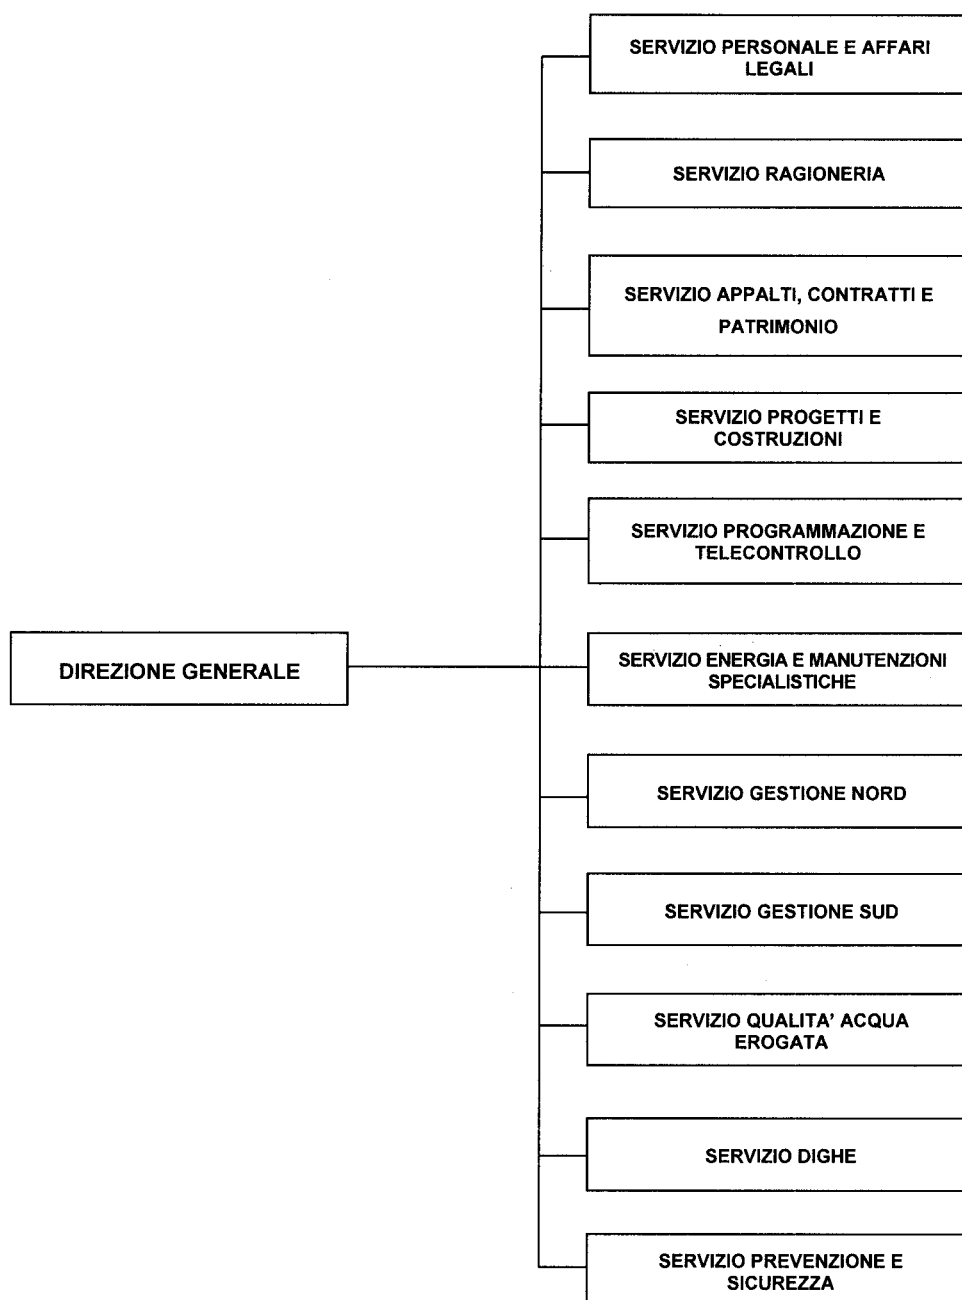 SERVIZIO PERSONALE E AFFARI
LEGALI
SERVIZIO RAGIONERIA
SERVIZIO APPALTI, CONTRATTI E
PATRIMONIO
SERVIZIO PROGETTI E
COSTRUZIONI
SERVIZIO PROGRAMMAZIONE E
TELECONTROLLO
DIREZIONE GENERALE
SERVIZIO ENERGIA E MANUTENZIONI
SPECIALISTICHE
SERVIZIO GESTIONE NORD
SERVIZIO GESTIONE SUD
SERVIZIO QUALITA’ ACQUA
EROGATA
SERVIZIO DIGHE
SERVIZIO PREVENZIONE E
SICUREZZA